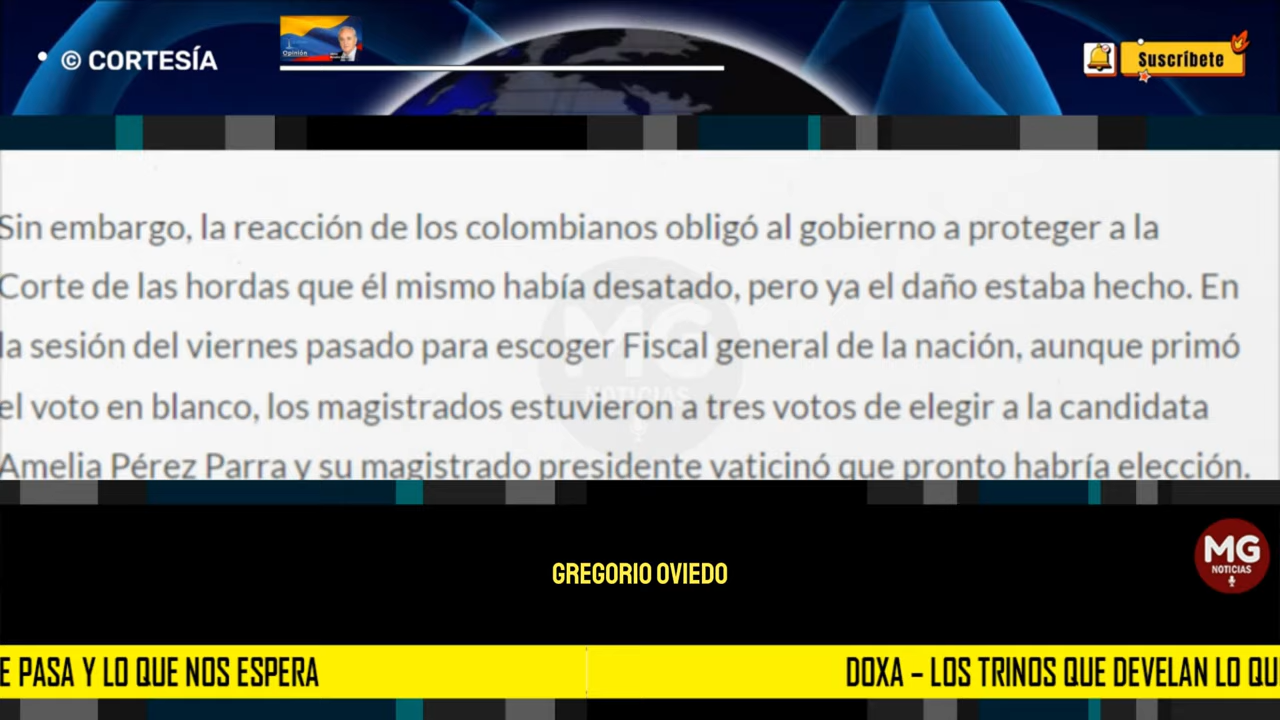 © CORTESÍA
Opinión
Suscríbete
Sin embargo, la reacción de los colombianos obligó al gobierno a proteger a la
Corte de las hordas que él mismo había desatado, pero ya el daño estaba hecho. En
la sesión del viernes pasado para escoger Fiscal general de la nación, aunque primó
el voto en blanco, los magistrados estuvieron a tres votos de elegir a la candidata
Amelia Pérez Parra y su magistrado presidente vaticinó que pronto habría elección.
MG
NOTICIAS
GREGORIO OVIEDO
MG
NOTICIAS
E PASA Y LO QUE NOS ESPERA
DOXA – LOS TRINOS QUE DEVELAN LO QU